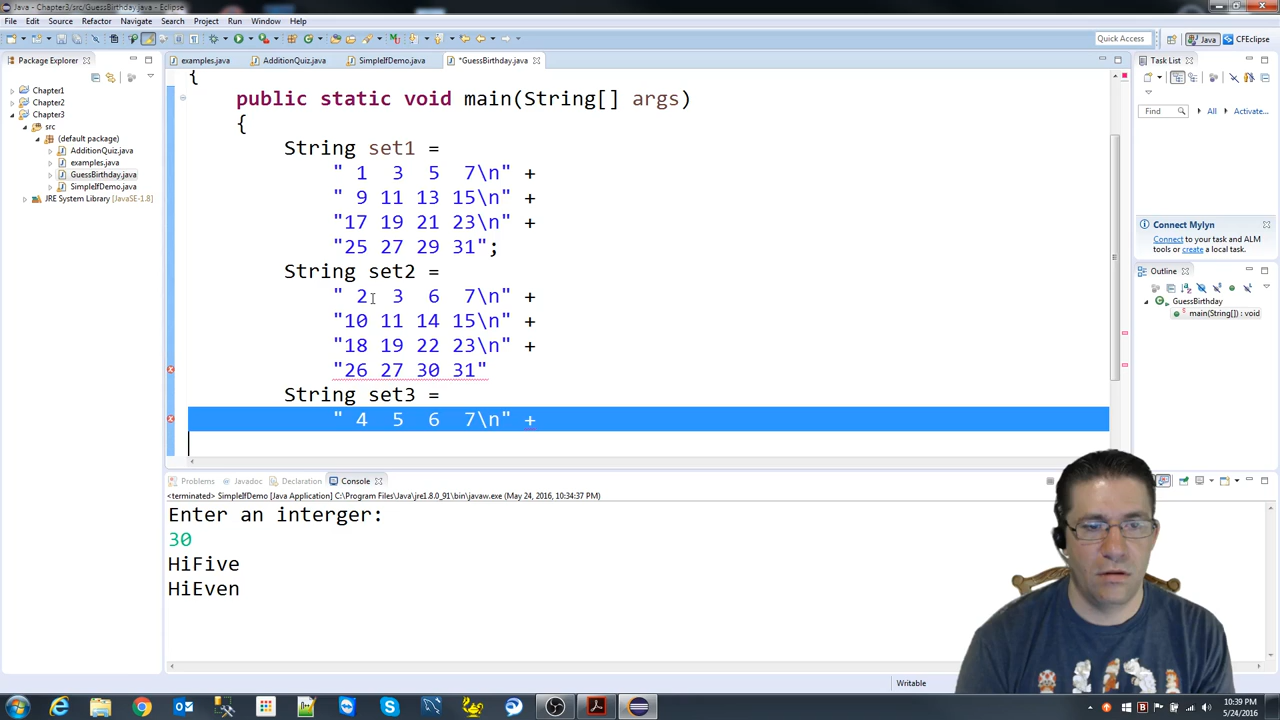 Java - Chapter3/src/GuessBirthday.java - Eclipse
File Edit Source Refactor Navigate Search Project Run Window Help
Quick Access
Java
CFEclipse
Package Explorer
examples.java
AdditionQuiz.java
SimpleIfDemo.java
*GuessBirthday.java
Task List
Find
All
Activate...
Chapter1
Chapter2
Chapter3
src
(default package)
AdditionQuiz.java
examples.java
GuessBirthday.java
SimpleIfDemo.java
JRE System Library [JavaSE-1.8]
{
public static void main(String[] args)
{
String set1 =
" 1  3  5  7\n" +
" 9 11 13 15\n" +
"17 19 21 23\n" +
"25 27 29 31";
String set2 =
" 2  3  6  7\n" +
"10 11 14 15\n" +
"18 19 22 23\n" +
"26 27 30 31"
String set3 =
" 4  5  6  7\n" +
Connect Mylyn
Connect to your task and ALM
tools or create a local task.
Outline
GuessBirthday
main(String[]) : void
Problems
Javadoc
Declaration
Console
<terminated> SimpleIfDemo [Java Application] C:\Program Files\Java\jre1.8.0_91\bin\javaw.exe (May 24, 2016, 10:34:37 PM)
Enter an interger:
30
HiFive
HiEven
Writable
10:39 PM
5/24/2016